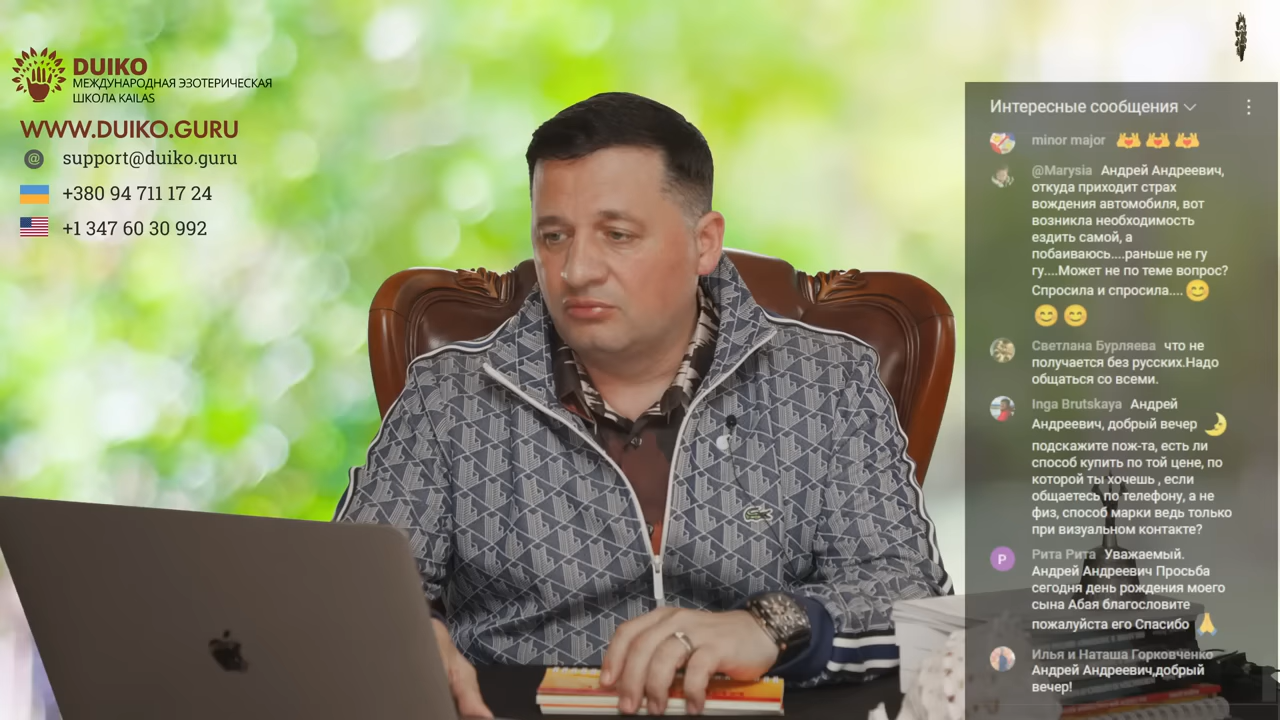 DUIKO
МЕЖДУНАРОДНАЯ ЭЗОТЕРИЧЕСКАЯ
ШКОЛА KAILAS
WWW.DUIKO.GURU
@ support@duiko.guru
+380 94 711 17 24
+1 347 60 30 992
Интересные сообщения
minor major
@Marysia Андрей Андреевич,
откуда приходит страх
вождения автомобиля, вот
возникла необходимость
ездить самой, а
побаиваюсь....раньше не гу
гу....Может не по теме вопрос?
Спросила и спросила.... 😊
😊 😊
Светлана Бурляева что не
получается без русских.Надо
общаться со всеми.
Inga Brutskaya Андрей
Андреевич, добрый вечер 🌛
подскажите пож-та, есть ли
способ купить по той цене, по
которой ты хочешь , если
общаетесь по телефону, а не
физ, способ марки ведь только
при визуальном контакте?
Р
Рита Рита Уважаемый.
Андрей Андреевич Просьба
сегодня день рождения моего
сына Абая благословите
пожалуйста его Спасибо 🙏
Илья и Наташа Горковченко
Андрей Андреевич,добрый
вечер!